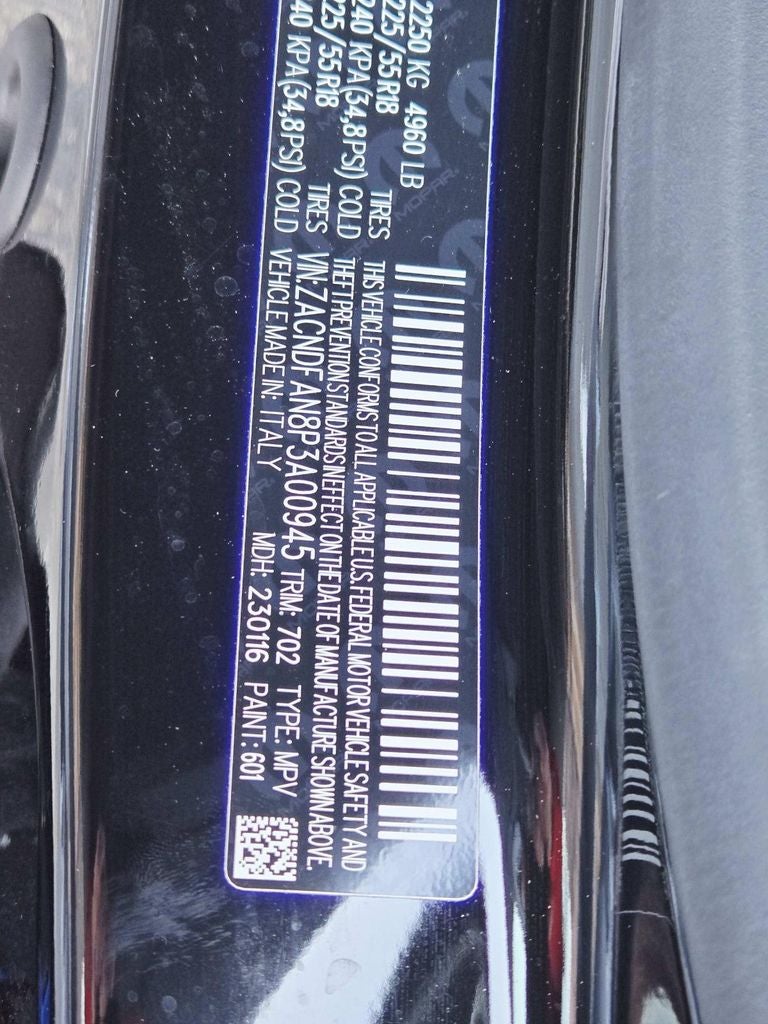 2250 KG 4960 LB
225/55R18 TIRES
240 KPA(34,8PSI) COLD
225/55R18 TIRES
240 KPA(34,8PSI) COLD
THIS VEHICLE CONFORMS TO ALL APPLICABLE U.S. FEDERAL MOTOR VEHICLE SAFETY AND
THEFT PREVENTION STANDARDS IN EFFECT ON THE DATE OF MANUFACTURE SHOWN ABOVE.
VIN: ZACNDFAN8P3A00945 TRIM: 702 TYPE: MPV
VEHICLE MADE IN: ITALY MDH: 230116 PAINT: 601
MOPAR